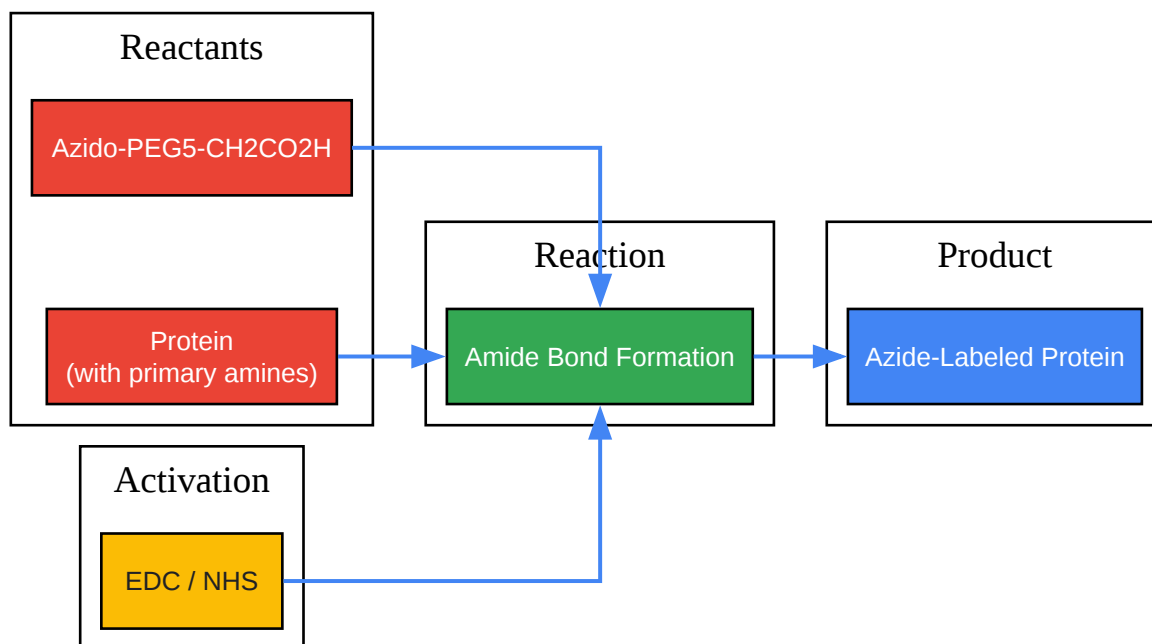 Reactants
Azido-PEG5-CH2CO2H
Protein
(with primary amines)
Reaction
Amide Bond Formation
Product
Azide-Labeled Protein
Activation
EDC / NHS